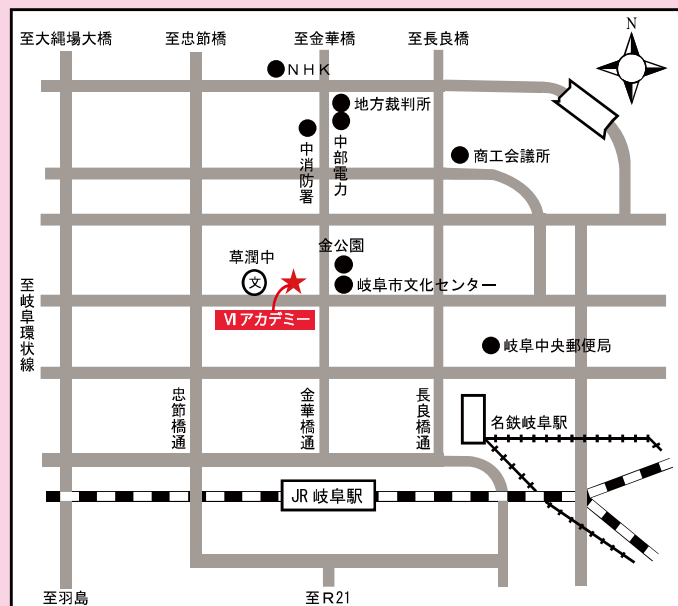 N
至大縄場大橋
至忠節橋
至金華橋
至長良橋
NHK
地方裁判所
中消防署
中部電力
商工会議所
金公園
草潤中
文
岐阜市文化センター
VIアカデミー
至岐阜環状線
岐阜中央郵便局
忠節橋通
金華橋通
長良橋通
名鉄岐阜駅
JR岐阜駅
至羽島
至R21